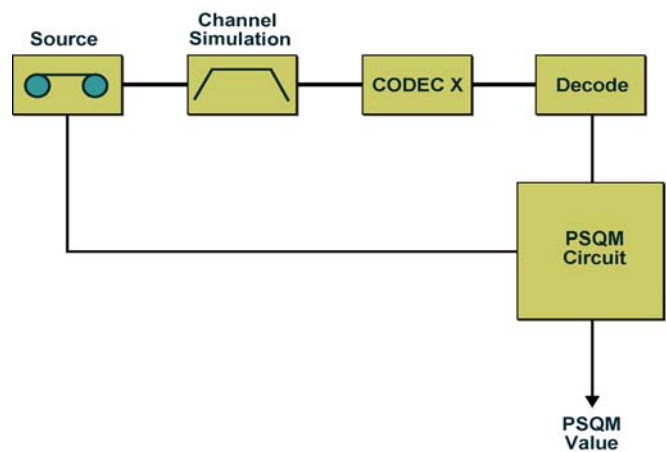 Source
Channel
Simulation
CODEC X
Decode
PSQM
Circuit
PSQM
Value